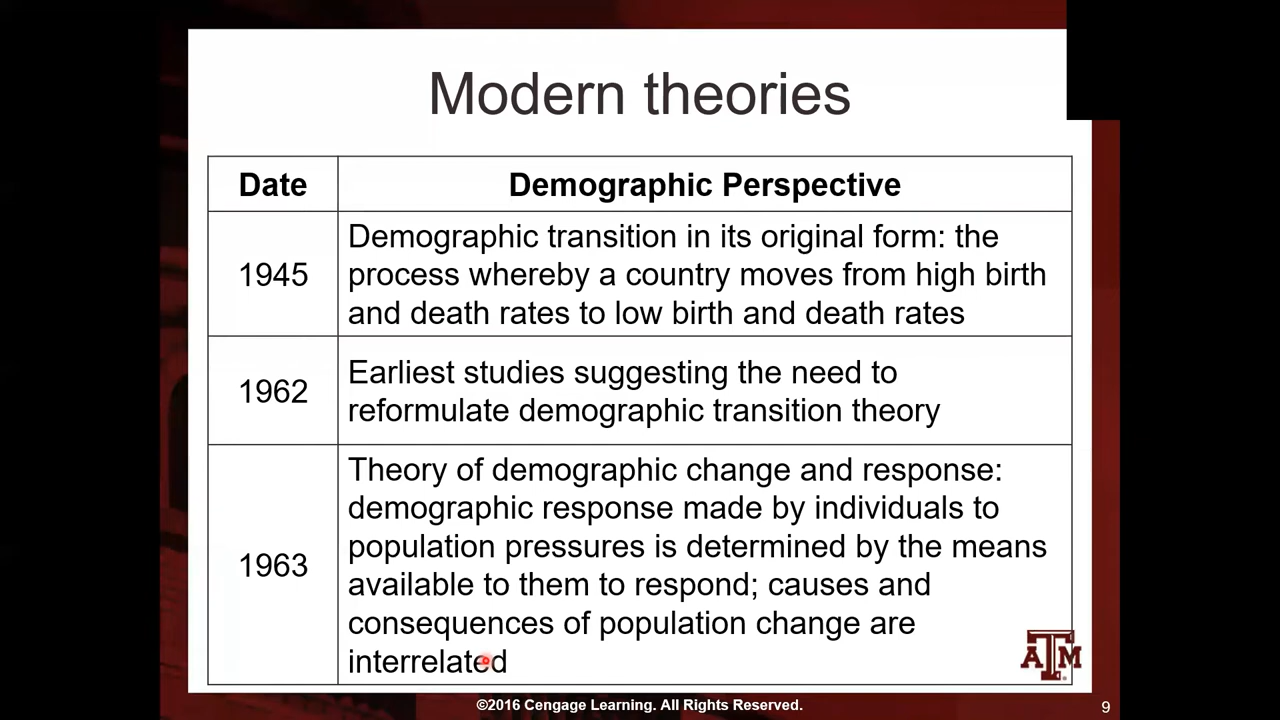 Modern theories
Date
Demographic Perspective
1945
Demographic transition in its original form: the
process whereby a country moves from high birth
and death rates to low birth and death rates
1962
Earliest studies suggesting the need to
reformulate demographic transition theory
1963
Theory of demographic change and response:
demographic response made by individuals to
population pressures is determined by the means
available to them to respond; causes and
consequences of population change are
interrelated
ATM
©2016 Cengage Learning. All Rights Reserved.
9